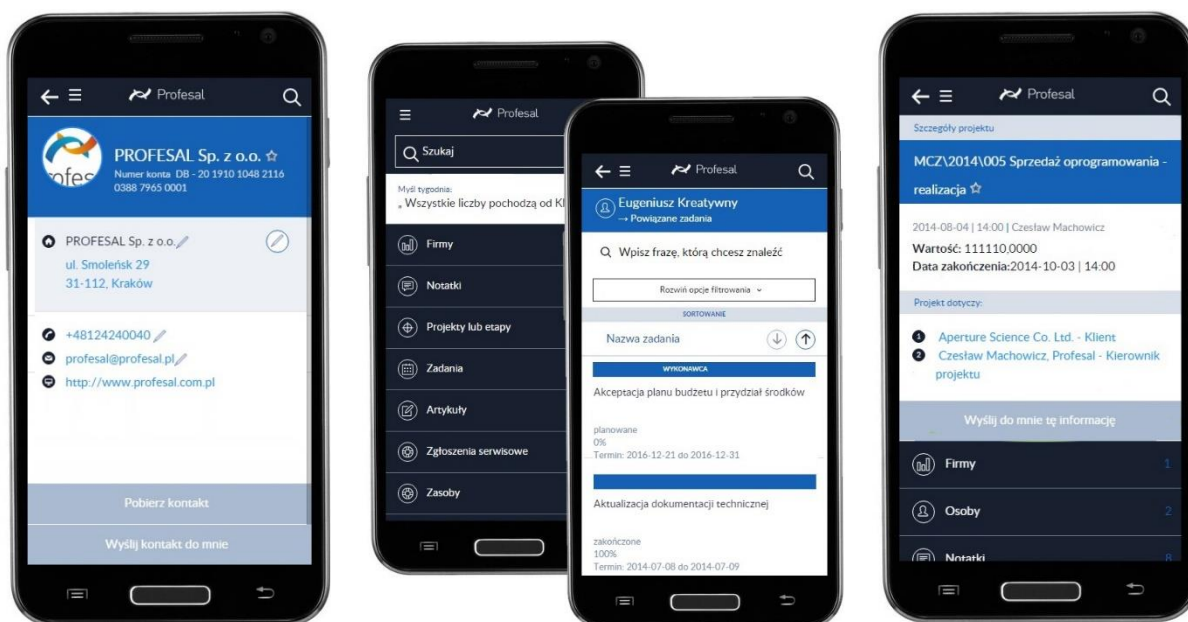 Profesal
PROFESAL Sp. z o.o.
Numer konta DB - 20 1910 1048 2116
0388 7965 0001
PROFESAL Sp. z o.o.
ul. Smoleńsk 29
31-112, Kraków
+48124240040
profesal@profesal.pl
http://www.profesal.com.pl
Pobierz kontakt
Wyślij kontakt do mnie
Profesal
Szukaj
Myśl tygodnia:
„ Wszystkie liczby pochodzą od
Firmy
Notatki
Projekty lub etapy
Zadania
Artykuły
Zgłoszenia serwisowe
Zasoby
Profesal
Eugeniusz Kreatywny
→ Powiązane zadania
Wpisz frazę, którą chcesz znaleźć
Rozwiń opcje filtrowania
SORTOWANIE
Nazwa zadania
WYKONAWCA
Akceptacja planu budżetu i przydział środków
planowane
0%
Termin: 2016-12-21 do 2016-12-31
Aktualizacja dokumentacji technicznej
zakończone
100%
Termin: 2014-07-08 do 2014-07-09
Profesal
Szczegóły projektu
MCZ\2014\005 Sprzedaż oprogramowania -
realizacja
2014-08-04 | 14:00 | Czesław Machowicz
Wartość: 111110,0000
Data zakończenia:2014-10-03 | 14:00
Projekt dotyczy:
1 Aperture Science Co. Ltd. - Klient
2 Czesław Machowicz, Profesal - Kierownik
projektu
Wyślij do mnie tę informację
Firmy 1
Osoby 2
Notatki 8